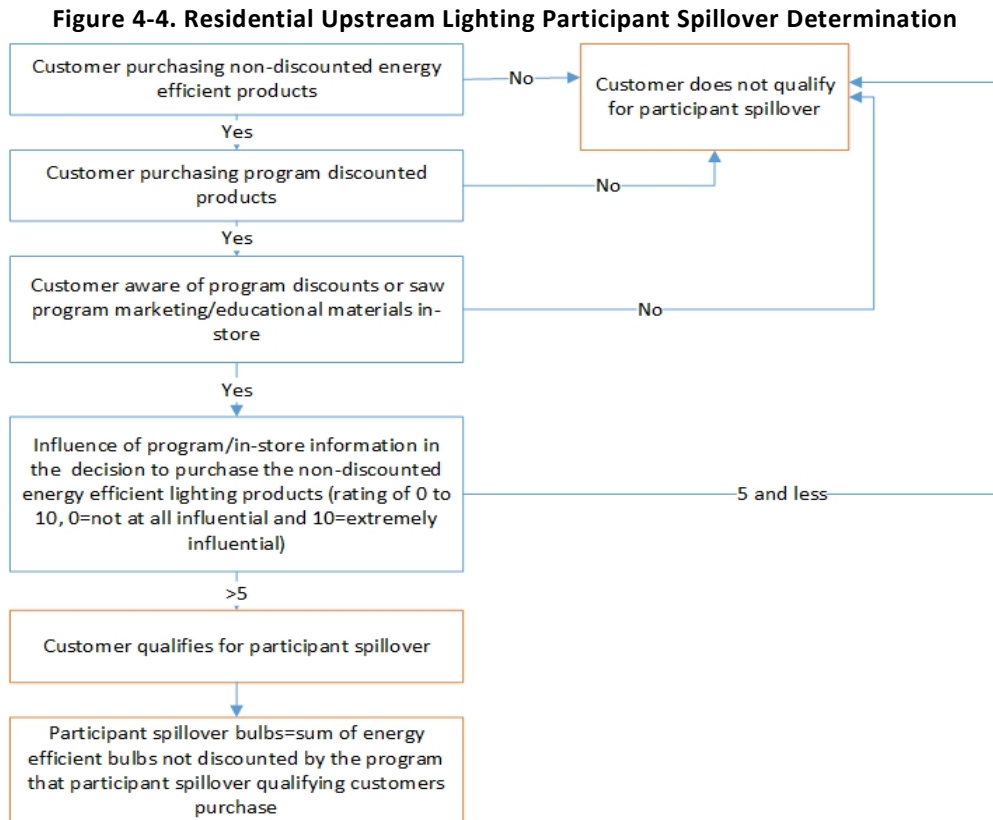 Figure 4-4. Residential Upstream Lighting Participant Spillover Determination
Customer purchasing non-discounted energy
efficient products
No
Customer does not qualify
for participant spillover
Yes
Customer purchasing program discounted
products
No
Yes
Customer aware of program discounts or saw
program marketing/educational materials in-
store
No
Yes
Influence of program/in-store information in
the decision to purchase the non-discounted
energy efficient lighting products (rating of 0 to
10, 0=not at all influential and 10=extremely
influential)
5 and less
>5
Customer qualifies for participant spillover
Participant spillover bulbs=sum of energy
efficient bulbs not discounted by the program
that participant spillover qualifying customers
purchase